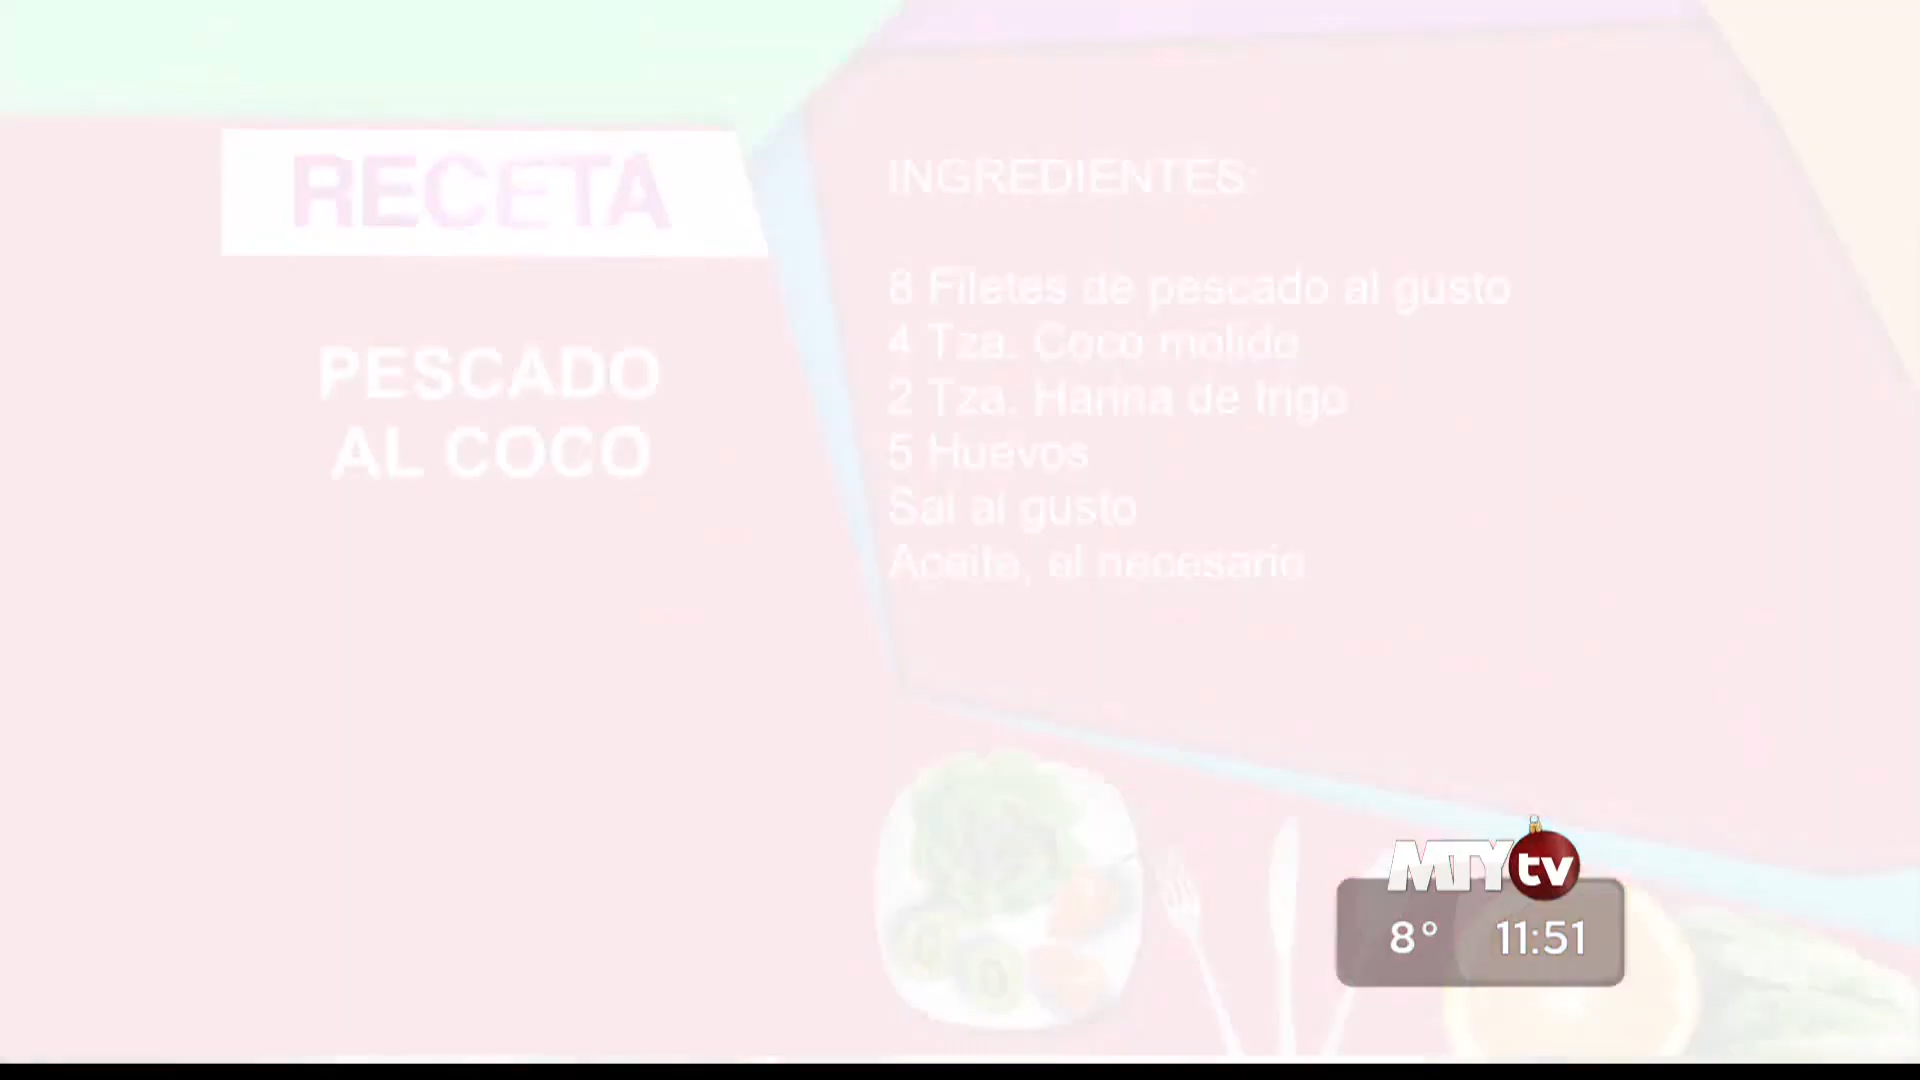 RECETA
PESCADO
AL COCO
INGREDIENTES:
8 Filetes de pescado al gusto
4 Tza. Coco molido
2 Tza. Harina de trigo
5 Huevos
Sal al gusto
Aceite, el necesario
MTY tv
8° 11:51